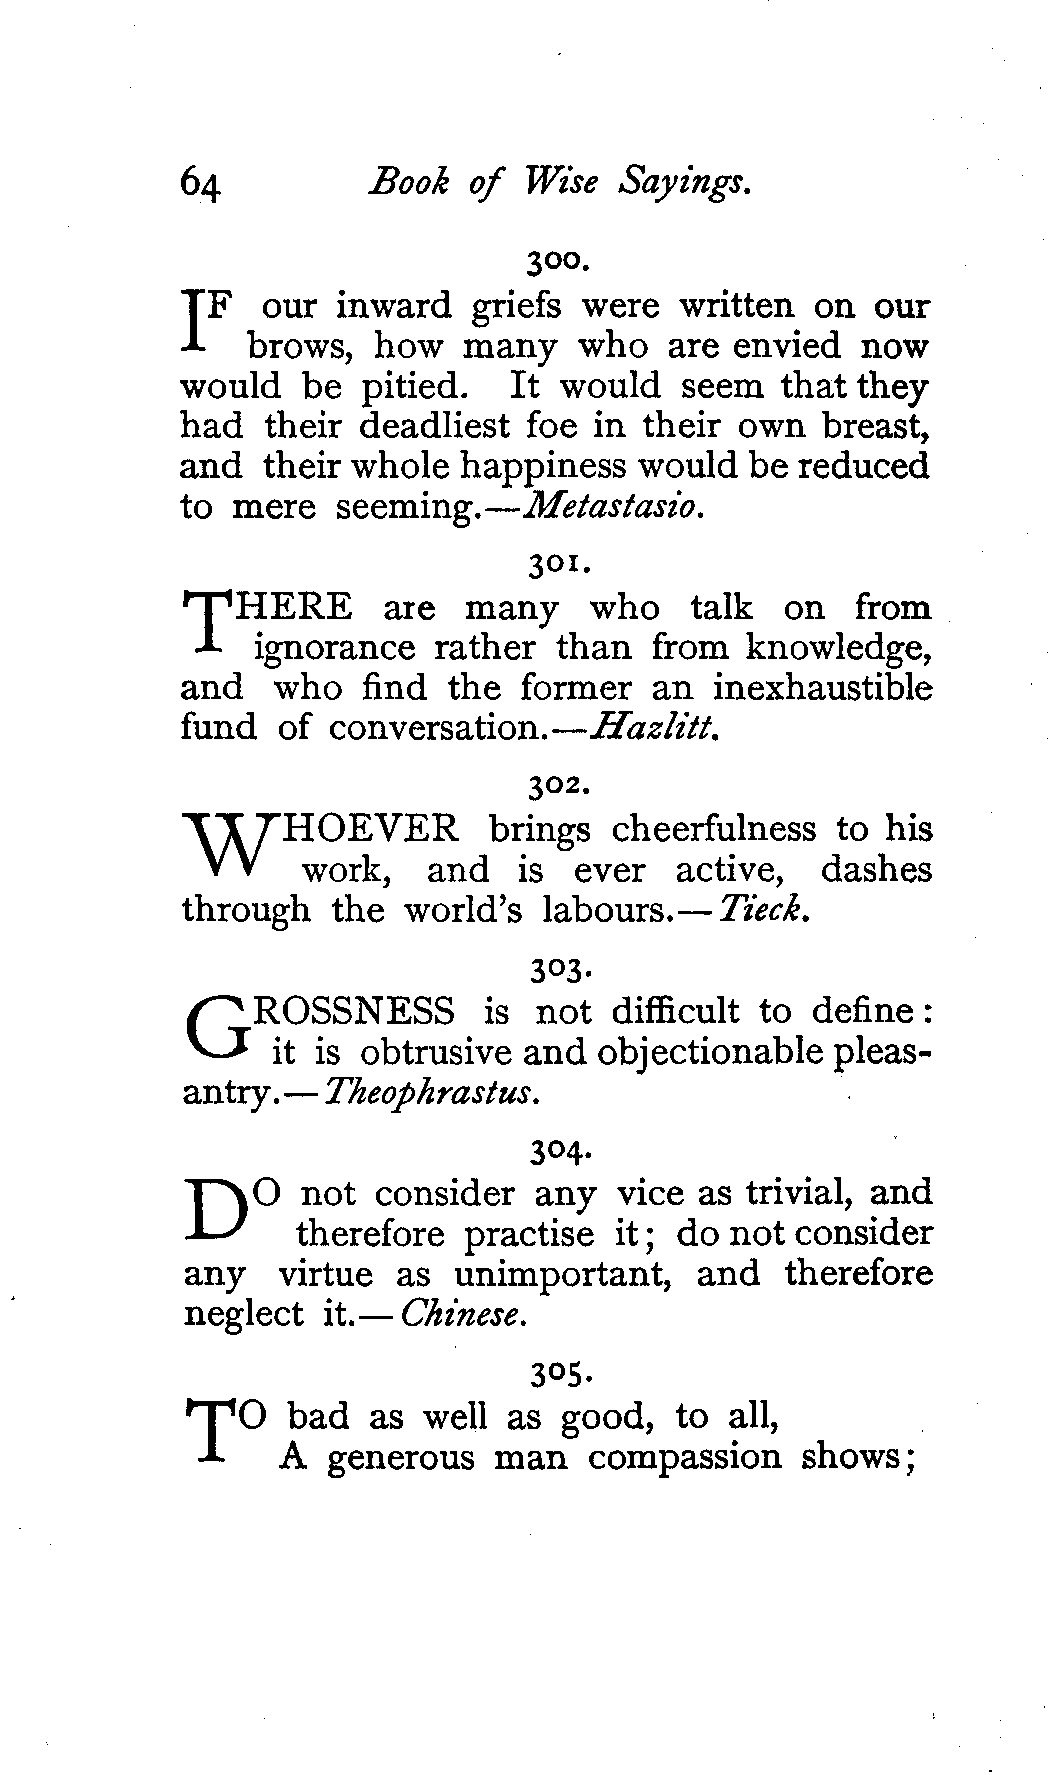 64 Book of Wise Sayings.
300.
IF our inward griefs were written on our
brows, how many who are envied now
would be pitied. It would seem that they
had their deadliest foe in their own breast,
and their whole happiness would be reduced
to mere seeming.—Metastasio.
301.
THERE are many who talk on from
ignorance rather than from knowledge,
and who find the former an inexhaustible
fund of conversation.—Hazlitt.
302.
WHOEVER brings cheerfulness to his
work, and is ever active, dashes
through the world's labours.—Tieck.
303.
GROSSNESS is not difficult to define:
it is obtrusive and objectionable pleas-
antry.—Theophrastus.
304.
DO not consider any vice as trivial, and
therefore practise it; do not consider
any virtue as unimportant, and therefore
neglect it.—Chinese.
305.
TO bad as well as good, to all,
A generous man compassion shows;